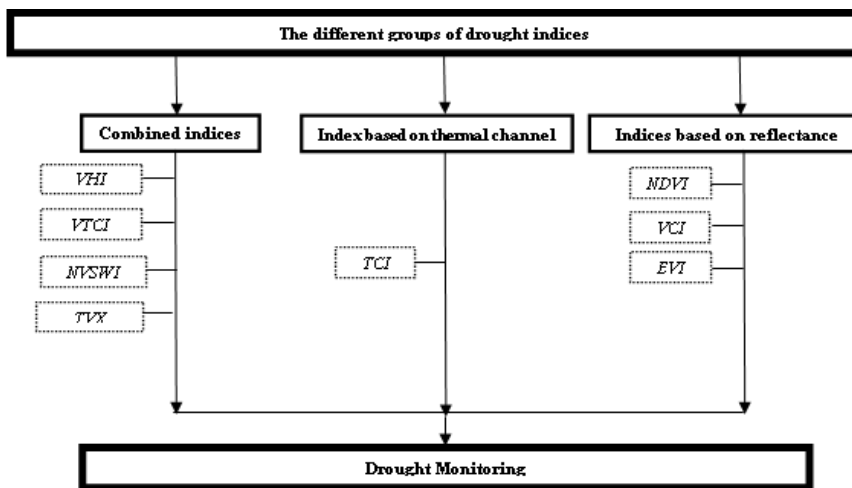 The different groups of drought indices
Combined indices
Index based on thermal channel
Indices based on reflectance
VHI
VTCI
NVSWI
TVX
TCI
NDVI
VCI
EVI
Drought Monitoring